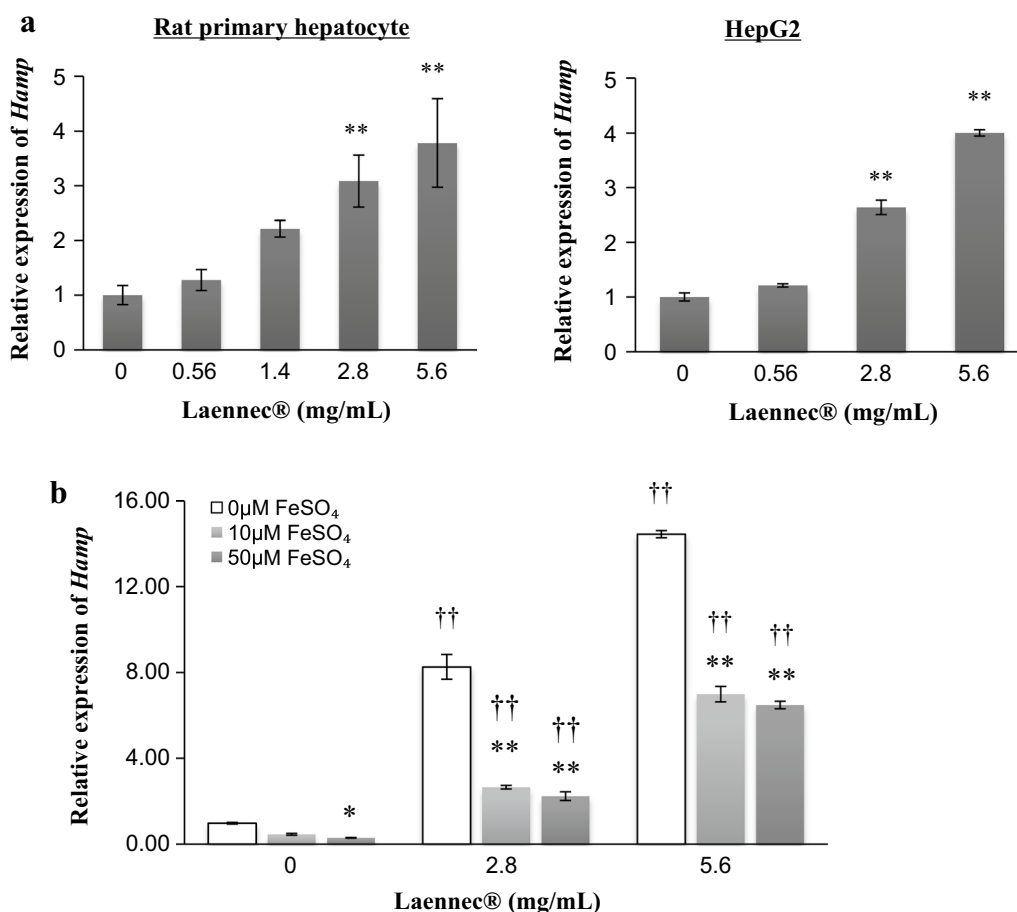 a
Rat primary hepatocyte
Relative expression of Hamp
5
4
3
2
1
0
**
**
0 0.56 1.4 2.8 5.6
Laennec® (mg/mL)
HepG2
Relative expression of Hamp
5
4
3
2
1
0
**
**
0 0.56 2.8 5.6
Laennec® (mg/mL)
b
Relative expression of Hamp
16.00
12.00
8.00
4.00
0.00
0µM FeSO₄
10µM FeSO₄
50µM FeSO₄
*
††
††
**
††
**
††
††
**
††
**
0 2.8 5.6
Laennec® (mg/mL)